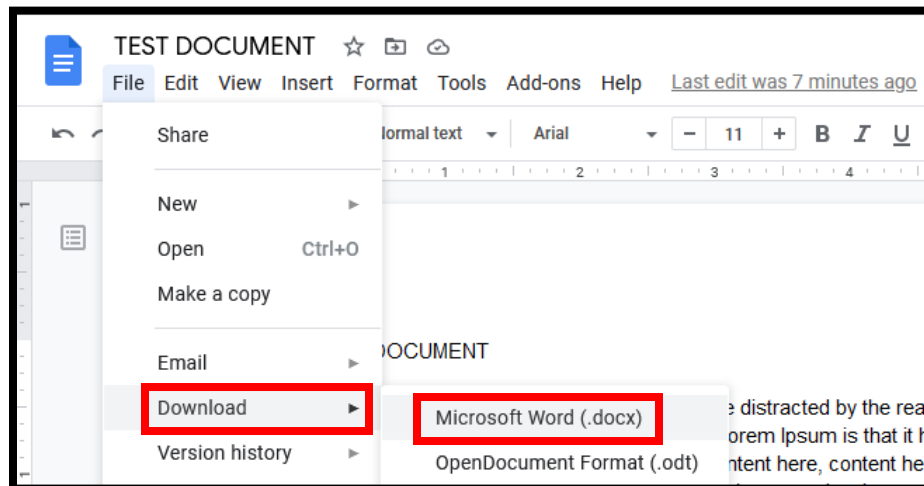 TEST DOCUMENT
File Edit View Insert Format Tools Add-ons Help Last edit was 7 minutes ago
Normal text Arial 11 B I U
1 2 3 4
1
Share
New
Open Ctrl+O
Make a copy
DOCUMENT
Email
Download
Microsoft Word (.docx)
e distracted by the rea
orem Ipsum is that it h
Version history
OpenDocument Format (.odt)
ntent here, content he
1